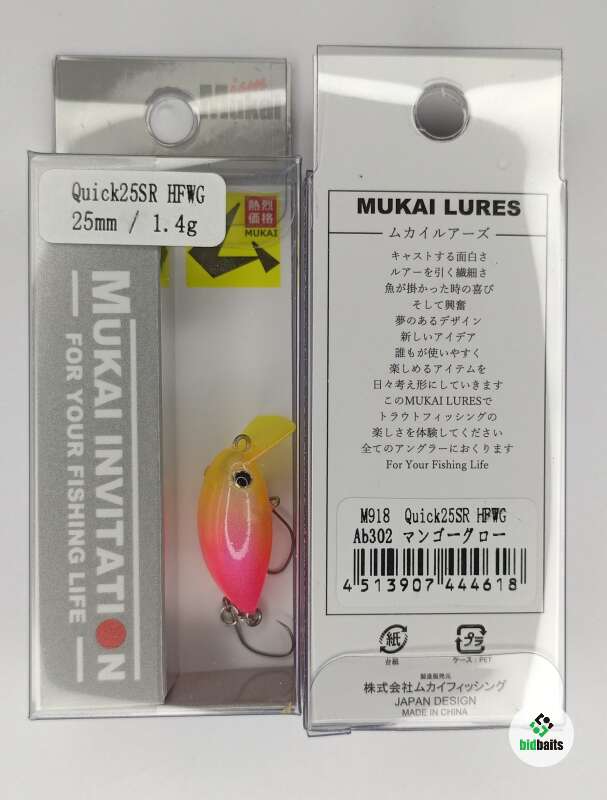 ism
Mukai
Quick25SR HFWG
25mm / 1.4g
熱烈
価格
MUKAI
MUKAI INVITATION
FOR YOUR FISHING LIFE
MUKAI LURES
ムカイルアーズ
キャストする面白さ
ルアーを引く繊細さ
魚が掛かった時の喜び
そして興奮
夢のあるデザイン
新しいアイデア
誰もが使いやすく
楽しめるアイテムを
日々考え形にしていきます
このMUKAI LURESで
トラウトフィッシングの
楽しさを体験してください
全てのアングラーにおくります
For Your Fishing Life
M918 Quick25SR HFWG
Ab302 マンゴーグロー
4 513907 444618
紙
台紙
プラ
ケース：PET
製造販売元
株式会社ムカイフィッシング
JAPAN DESIGN
MADE IN CHINA
bidbaits